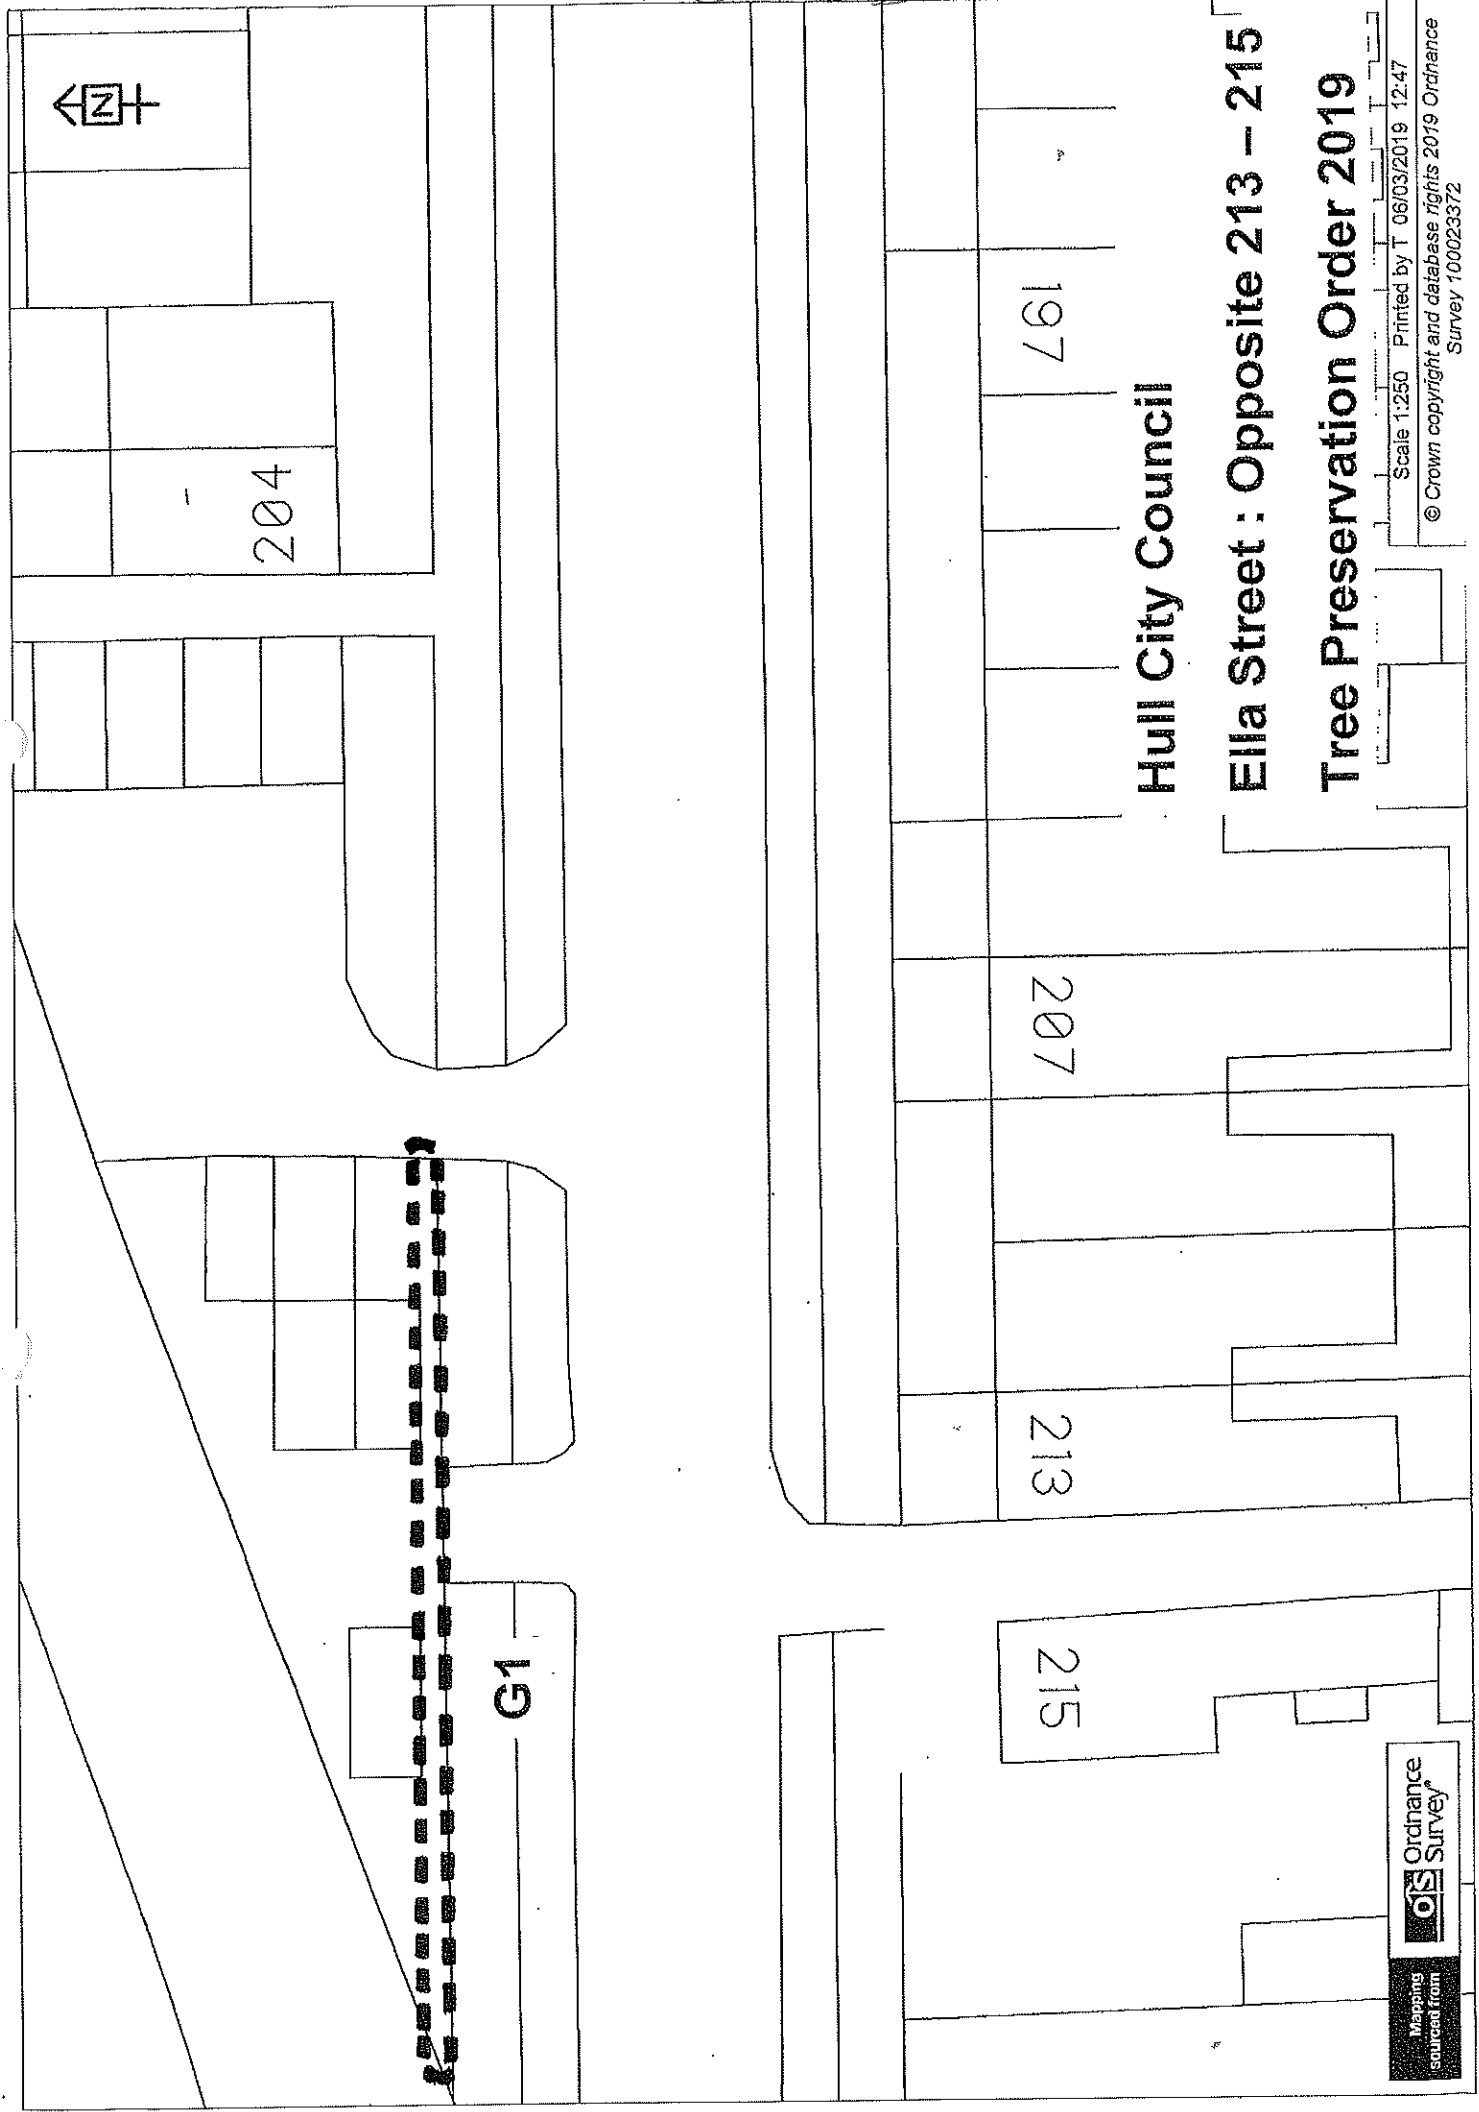 N
204
197
207
213
215
G1
Hull City Council
Ella Street : Opposite 213 – 215
Tree Preservation Order 2019
Scale 1:250 Printed by T 06/03/2019 12:47
© Crown copyright and database rights 2019 Ordnance
Survey 100023372
Mapping
sourced from
OS Ordnance
Survey®